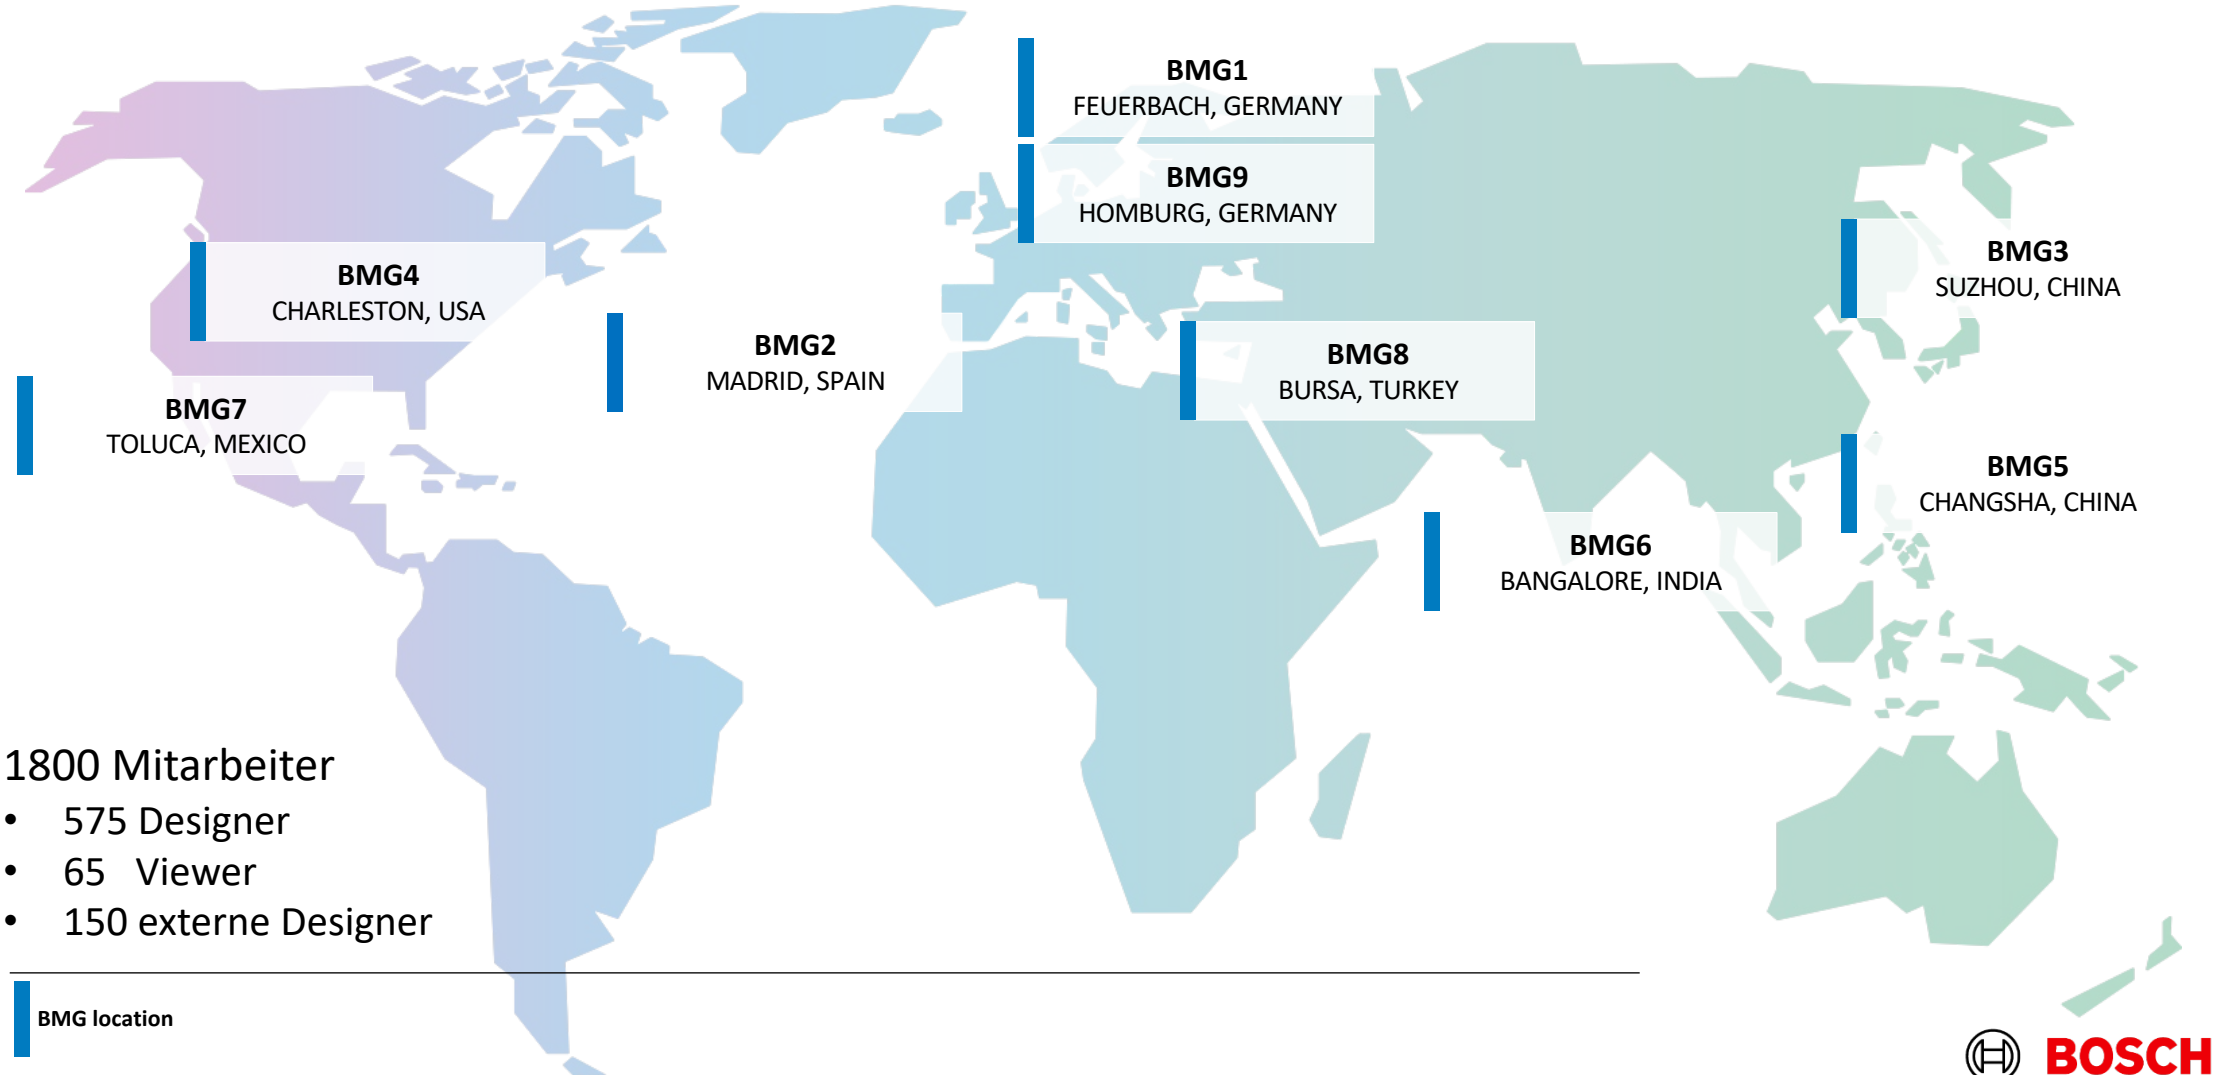 BMG1
FEUERBACH, GERMANY
BMG9
HOMBURG, GERMANY
BMG3
SUZHOU, CHINA
BMG4
CHARLESTON, USA
BMG2
MADRID, SPAIN
BMG8
BURSA, TURKEY
BMG7
TOLUCA, MEXICO
BMG5
CHANGSHA, CHINA
BMG6
BANGALORE, INDIA
1800 Mitarbeiter
• 575 Designer
• 65 Viewer
• 150 externe Designer
BMG location
BOSCH